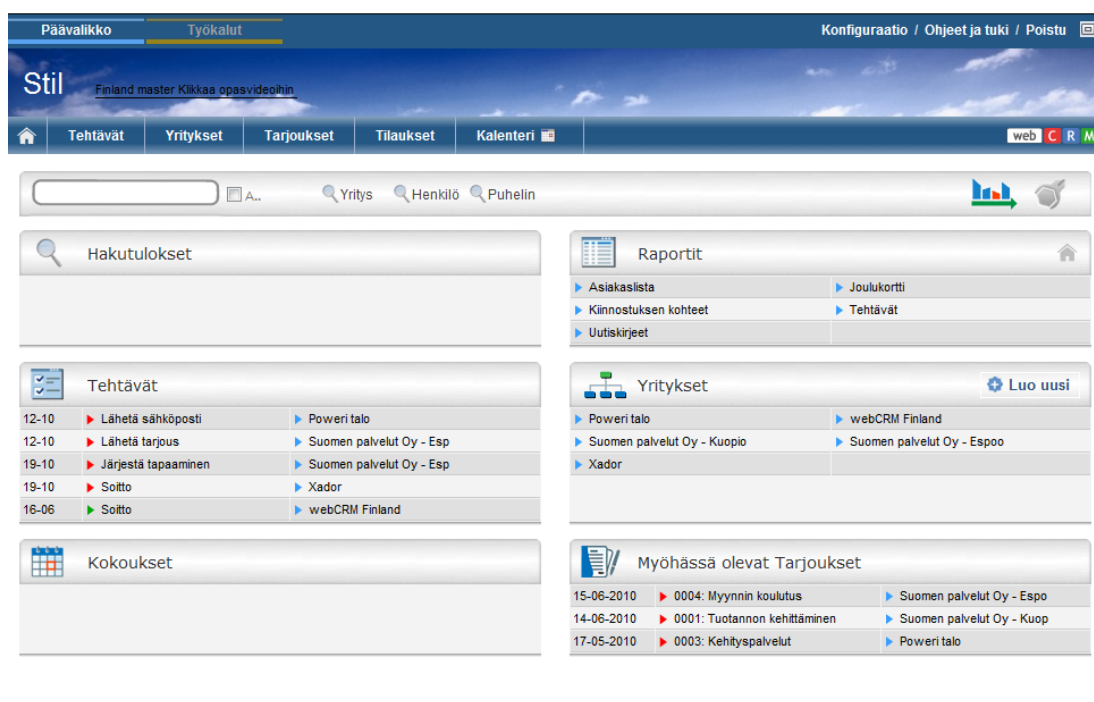 Päävalikko Työkalut Konfiguraatio / Ohjeet ja tuki / Poistu
Stil Finland master Klikkaa opasvideoihin
Tehtävät Yritykset Tarjoukset Tilaukset Kalenteri web C R M
A.. Yritys Henkilö Puhelin
Hakutulokset
Raportit
Asiakaslista Joulukortti
Kiinnostuksen kohteet Tehtävät
Uutiskirjeet
Tehtävät
12-10 Lähetä sähköposti Poweri talo
12-10 Lähetä tarjous Suomen palvelut Oy - Esp
19-10 Järjestä tapaaminen Suomen palvelut Oy - Esp
19-10 Soitto Xador
16-06 Soitto webCRM Finland
Yritykset Luo uusi
Poweri talo webCRM Finland
Suomen palvelut Oy - Kuopio Suomen palvelut Oy - Espoo
Xador
Kokoukset
Myöhässä olevat Tarjoukset
15-06-2010 0004: Myynnin koulutus Suomen palvelut Oy - Espo
14-06-2010 0001: Tuotannon kehittäminen Suomen palvelut Oy - Kuop
17-05-2010 0003: Kehityspalvelut Poweri talo